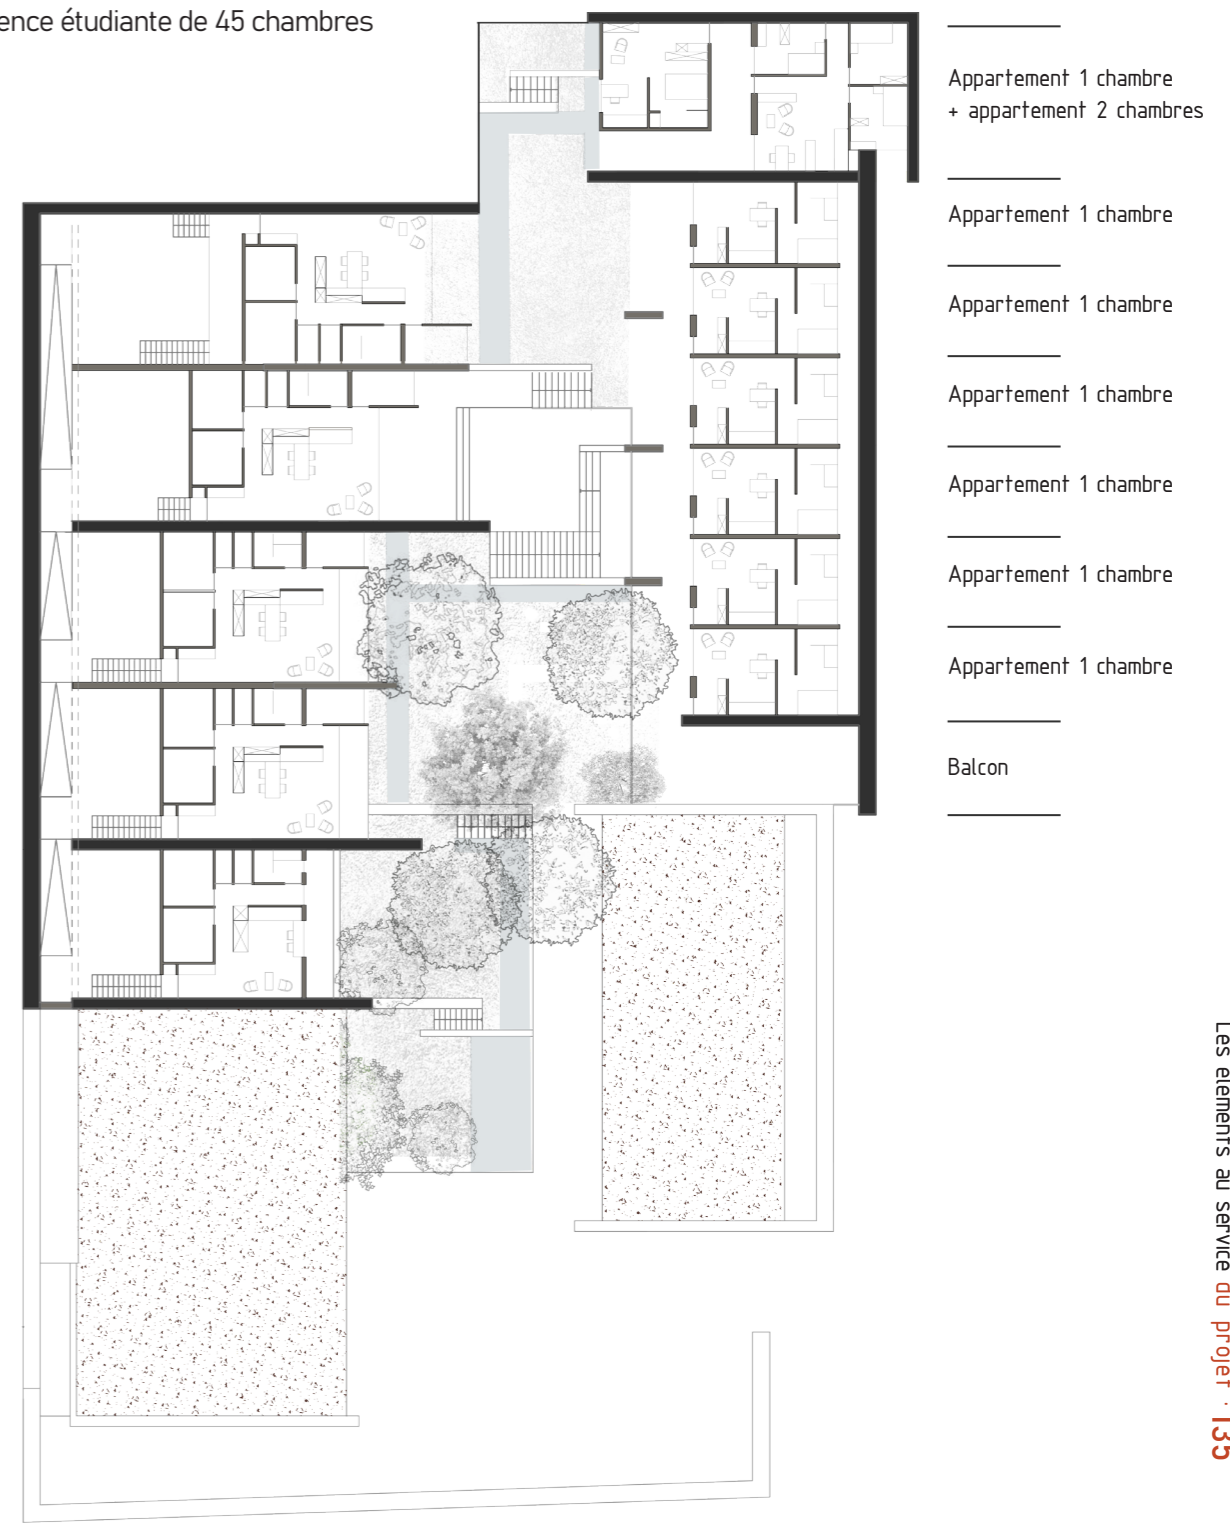 étudiante de 45 chambres
Appartement 1 chambre
+ appartement 2 chambres
Appartement 1 chambre
Appartement 1 chambre
Appartement 1 chambre
Appartement 1 chambre
Appartement 1 chambre
Appartement 1 chambre
Balcon
Les éléments au service du projet · 135